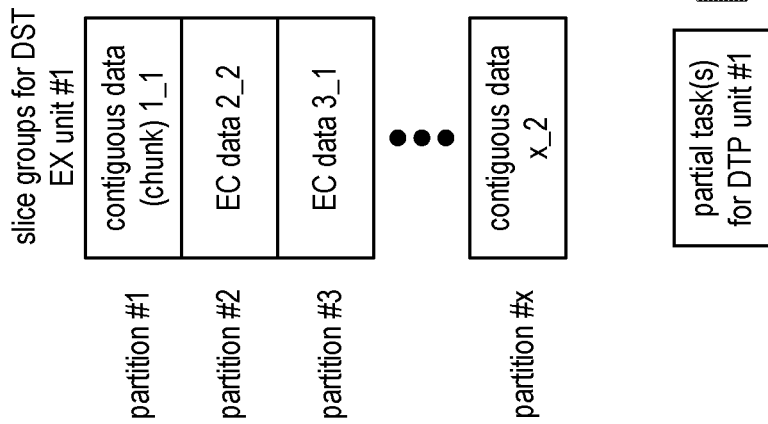 slice groups for DST
EX unit #1
partition #1
contiguous data
(chunk) 1_1
partition #2
EC data 2_2
partition #3
EC data 3_1
partition #x
contiguous data
x_2
partial task(s)
for DTP unit #1